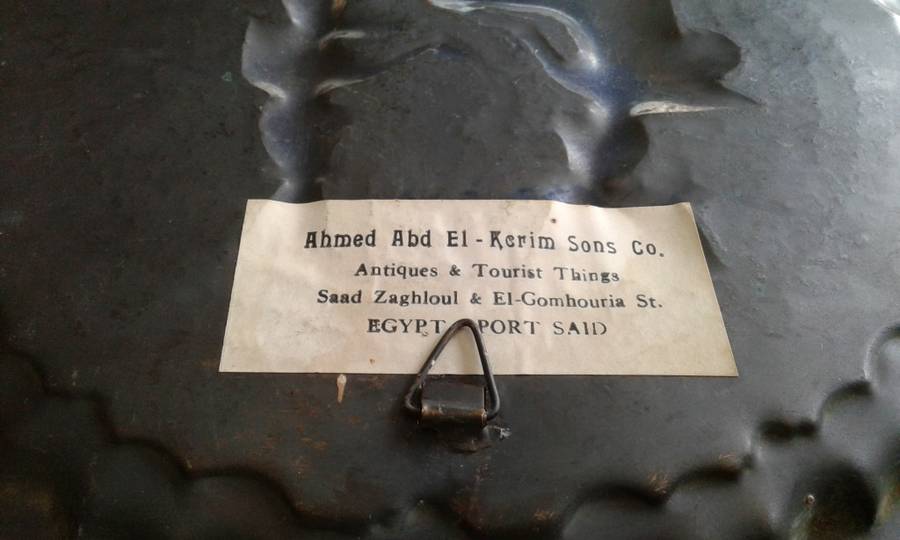 Ahmed Abd El-Kerim Sons Co.
Antiques & Tourist Things
Saad Zaghloul & El-Gomhouria St.
EGYPT PORT SAID